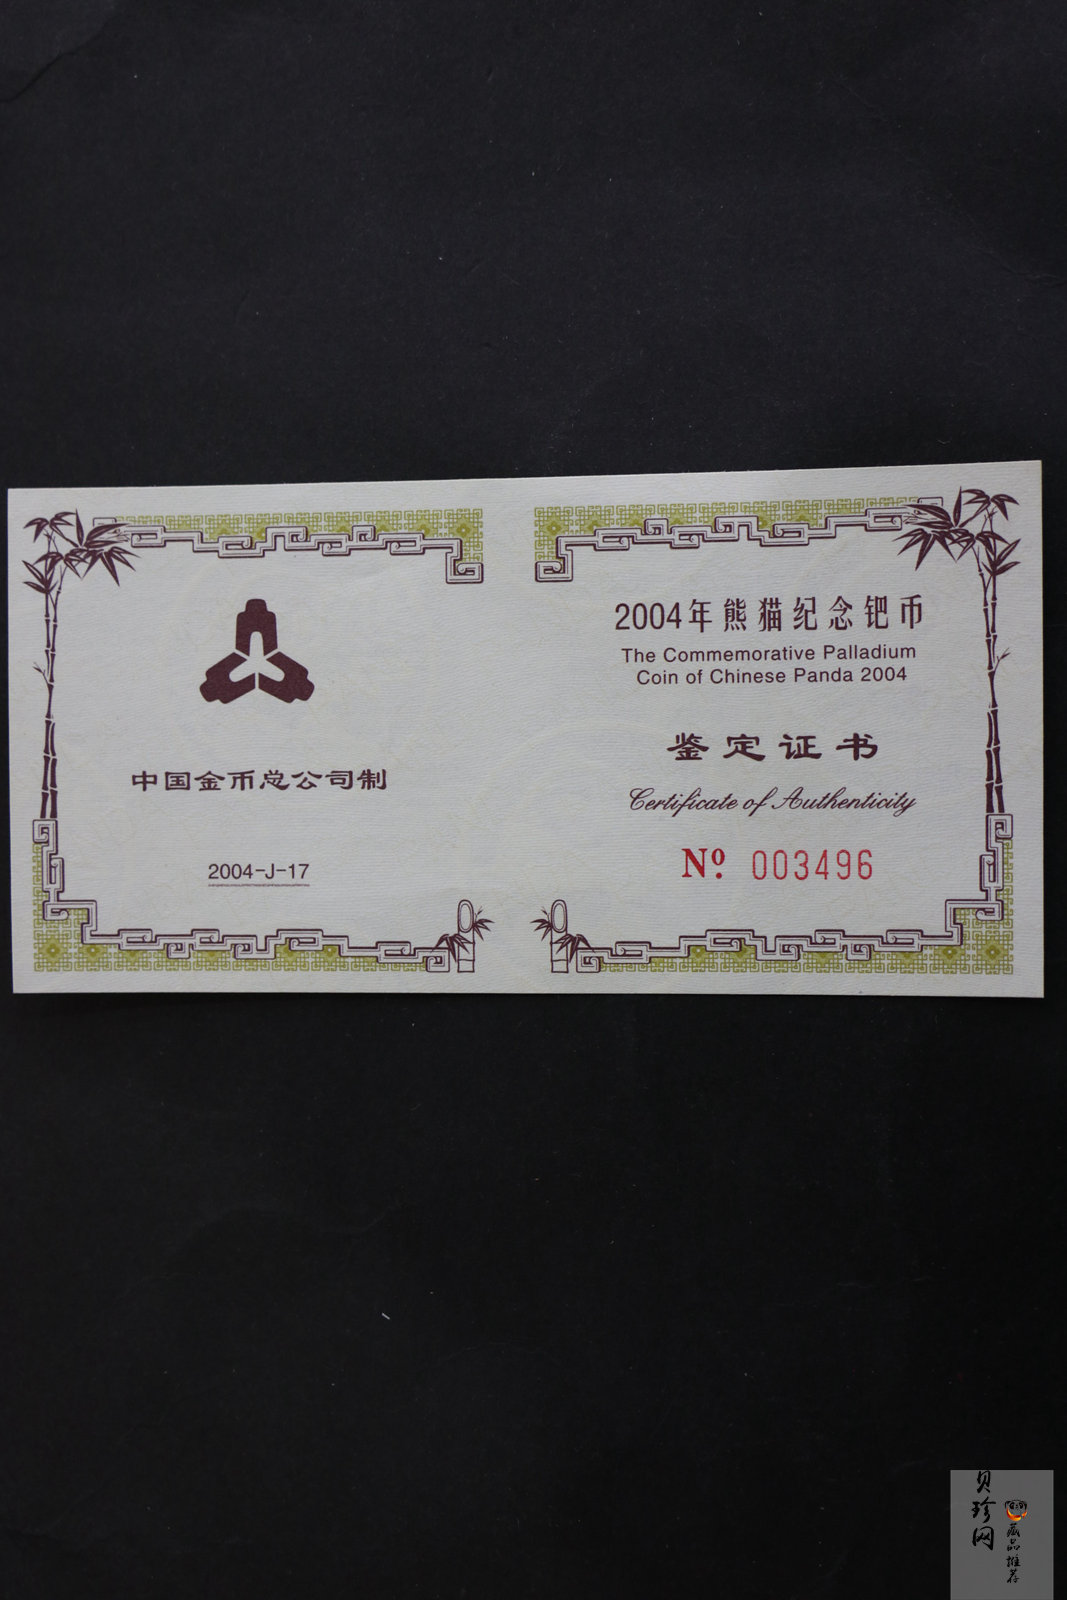 中国金币总公司制
2004-J-17
2004年熊猫纪念钯币
The Commemorative Palladium
Coin of Chinese Panda 2004
鉴定证书
Certificate of Authenticity
Nº. 003496
贝珍网
藏品推荐